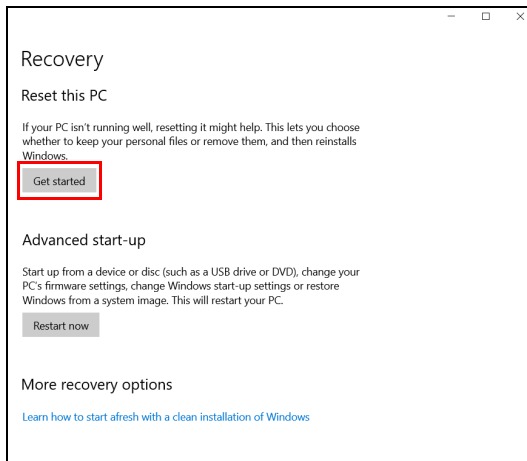 Recovery
Reset this PC
If your PC isn't running well, resetting it might help. This lets you choose
whether to keep your personal files or remove them, and then reinstalls
Windows.
Get started
Advanced start-up
Start up from a device or disc (such as a USB drive or DVD), change your
PC's firmware settings, change Windows start-up settings or restore
Windows from a system image. This will restart your PC.
Restart now
More recovery options
Learn how to start afresh with a clean installation of Windows